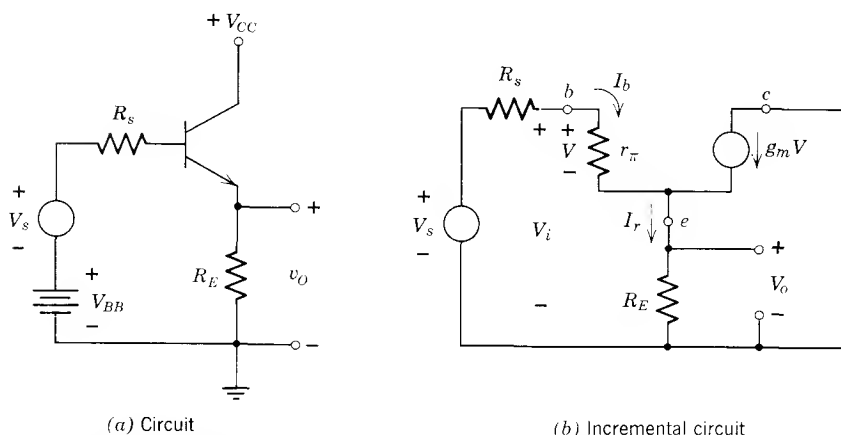 + V_CC
R_s
+
V_s
−
+
V_BB
−
+
R_E
v_O
−
(a) Circuit
R_s
b
I_b
c
+
+
V
−
r_π
g_m V
+
V_s
−
V_i
−
I_r
e
+
R_E
V_o
−
(b) Incremental circuit